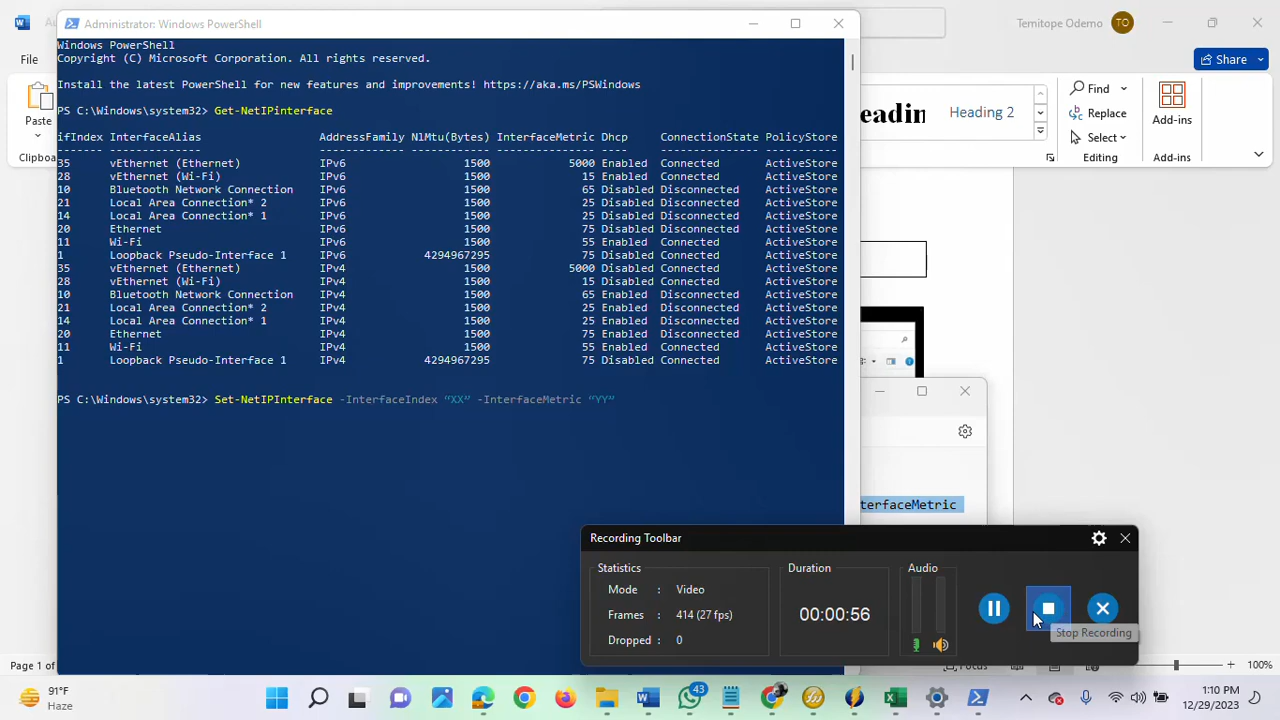 Administrator: Windows PowerShell
Temitope Odemo TO
File
Share
Windows PowerShell
Copyright (C) Microsoft Corporation. All rights reserved.
Install the latest PowerShell for new features and improvements! https://aka.ms/PSWindows
PS C:\Windows\system32> Get-NetIPinterface
ifIndex InterfaceAlias AddressFamily NlMtu(Bytes) InterfaceMetric Dhcp ConnectionState PolicyStore
------- -------------- ------------- ------------ --------------- ---- --------------- -----------
35 vEthernet (Ethernet) IPv6 1500 5000 Enabled Connected ActiveStore
28 vEthernet (Wi-Fi) IPv6 1500 15 Enabled Connected ActiveStore
10 Bluetooth Network Connection IPv6 1500 65 Disabled Disconnected ActiveStore
21 Local Area Connection* 2 IPv6 1500 25 Disabled Disconnected ActiveStore
14 Local Area Connection* 1 IPv6 1500 25 Disabled Disconnected ActiveStore
20 Ethernet IPv6 1500 75 Disabled Disconnected ActiveStore
11 Wi-Fi IPv6 1500 55 Enabled Connected ActiveStore
1 Loopback Pseudo-Interface 1 IPv6 4294967295 75 Disabled Connected ActiveStore
35 vEthernet (Ethernet) IPv4 1500 5000 Disabled Connected ActiveStore
28 vEthernet (Wi-Fi) IPv4 1500 15 Disabled Connected ActiveStore
10 Bluetooth Network Connection IPv4 1500 65 Enabled Disconnected ActiveStore
21 Local Area Connection* 2 IPv4 1500 25 Enabled Disconnected ActiveStore
14 Local Area Connection* 1 IPv4 1500 25 Enabled Disconnected ActiveStore
20 Ethernet IPv4 1500 75 Enabled Disconnected ActiveStore
11 Wi-Fi IPv4 1500 55 Enabled Connected ActiveStore
1 Loopback Pseudo-Interface 1 IPv4 4294967295 75 Disabled Connected ActiveStore
PS C:\Windows\system32> Set-NetIPInterface -InterfaceIndex “XX” -InterfaceMetric “YY”
Paste
Clipboa
eadin
Heading 2
Find
Replace
Select
Editing
Add-ins
Add-ins
terfaceMetric
Recording Toolbar
Statistics
Mode : Video
Frames : 414 (27 fps)
Dropped : 0
Duration
00:00:56
Audio
Stop Recording
Page 1 of
Focus
100%
91°F
Haze
43
1:10 PM
12/29/2023